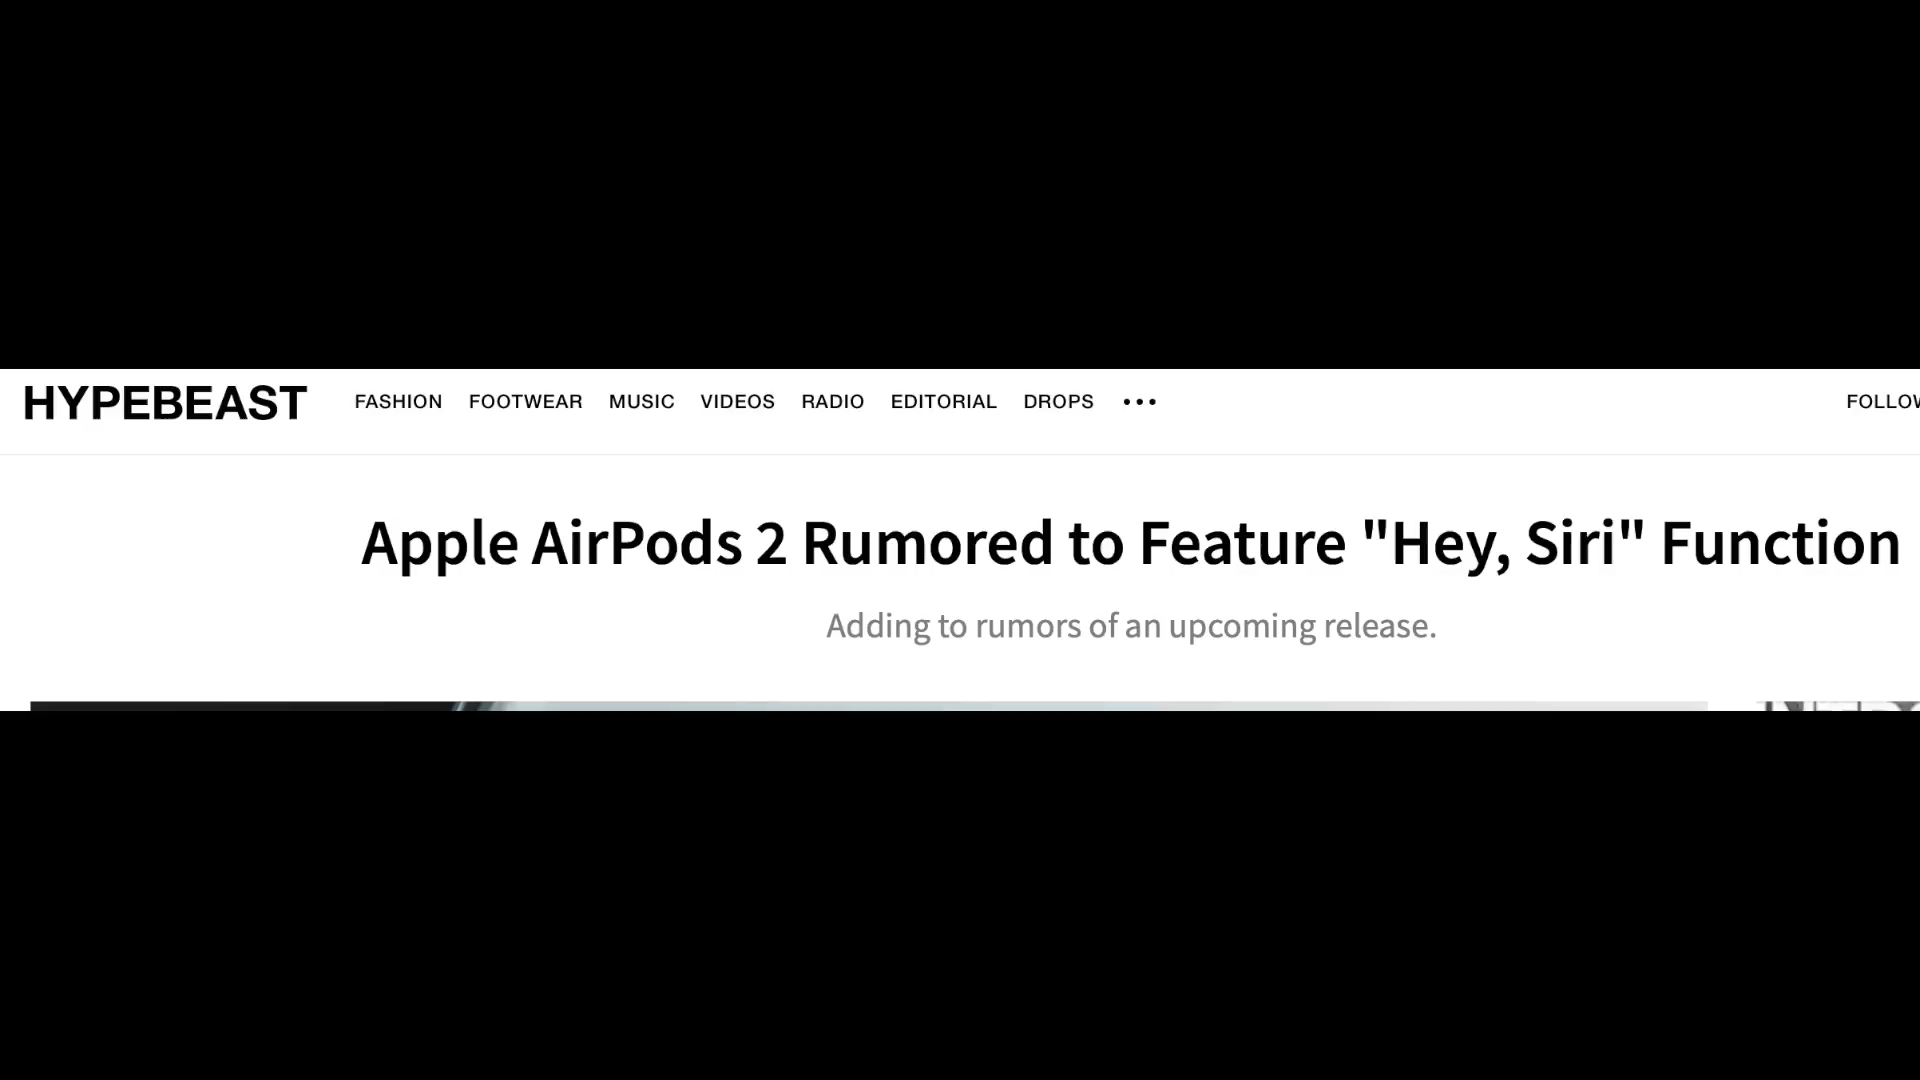 HYPEBEAST FASHION FOOTWEAR MUSIC VIDEOS RADIO EDITORIAL DROPS ••• FOLLOW
Apple AirPods 2 Rumored to Feature "Hey, Siri" Function
Adding to rumors of an upcoming release.